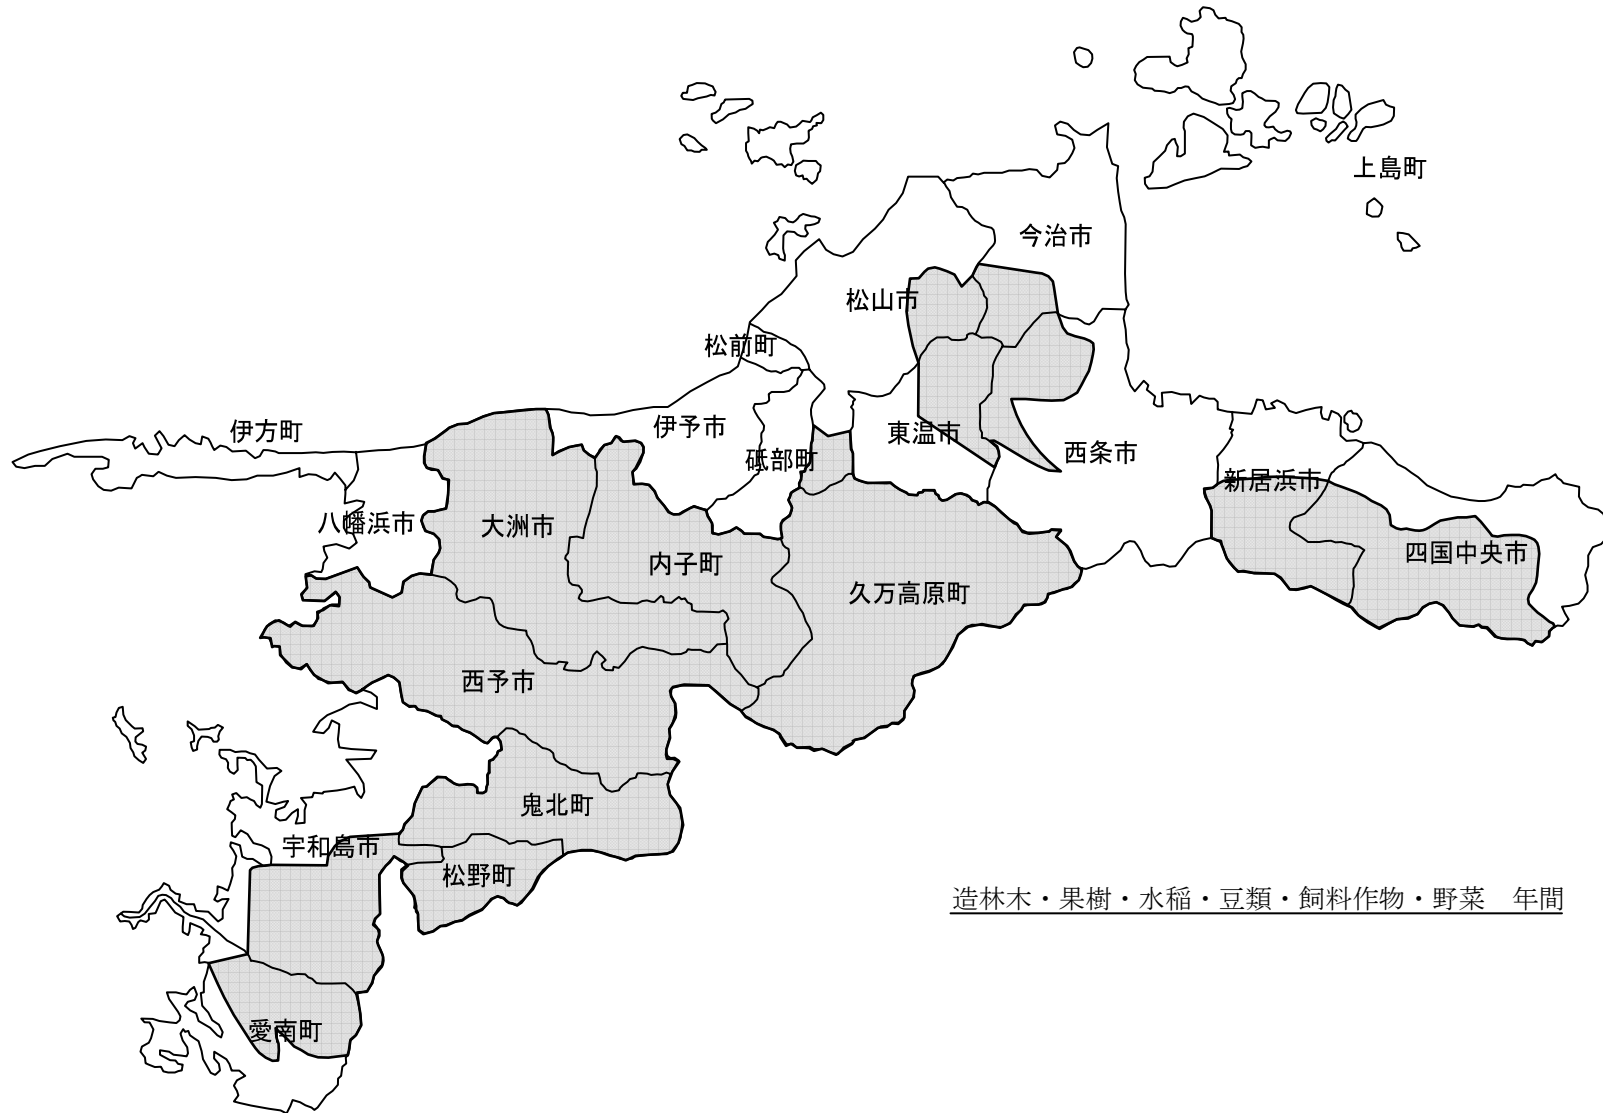 上島町
今治市
松山市
松前町
伊方町
伊予市
東温市
砥部町
西条市
新居浜市
八幡浜市
大洲市
内子町
四国中央市
久万高原町
西予市
鬼北町
宇和島市
松野町
造林木・果樹・水稲・豆類・飼料作物・野菜　年間
愛南町